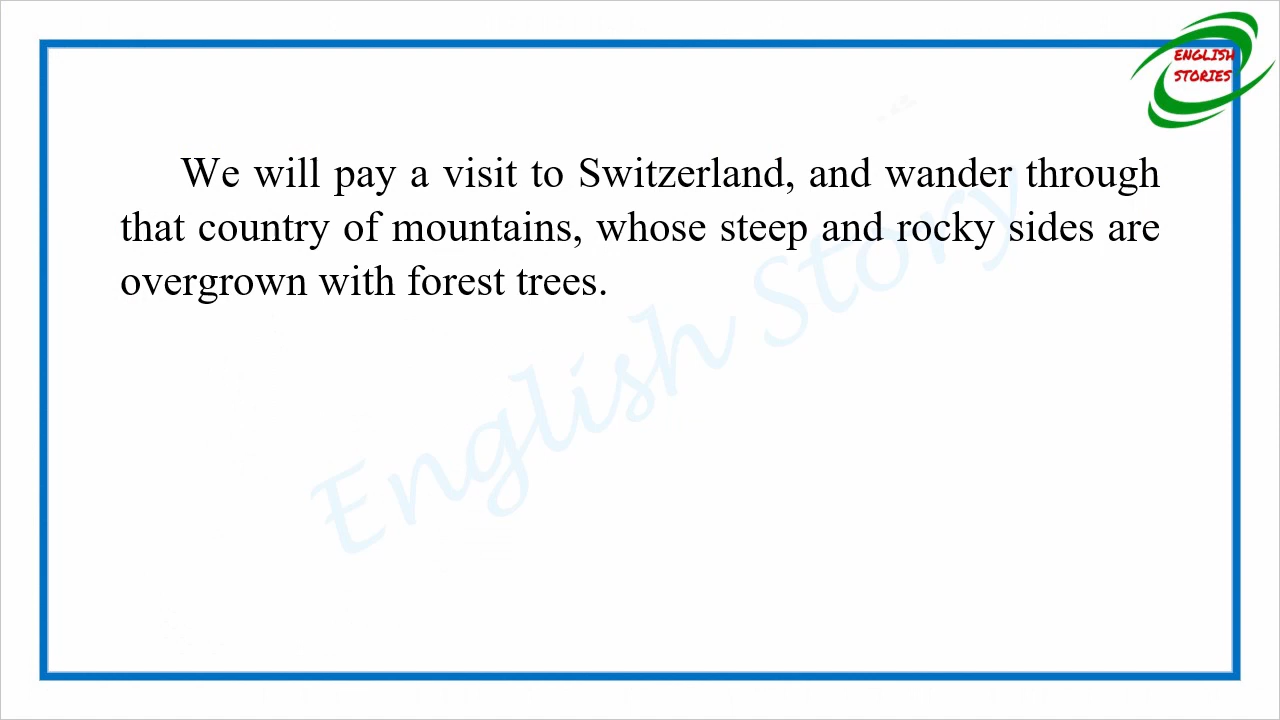 ENGLISH
STORIES
We will pay a visit to Switzerland, and wander through
that country of mountains, whose steep and rocky sides are
overgrown with forest trees.
English Story